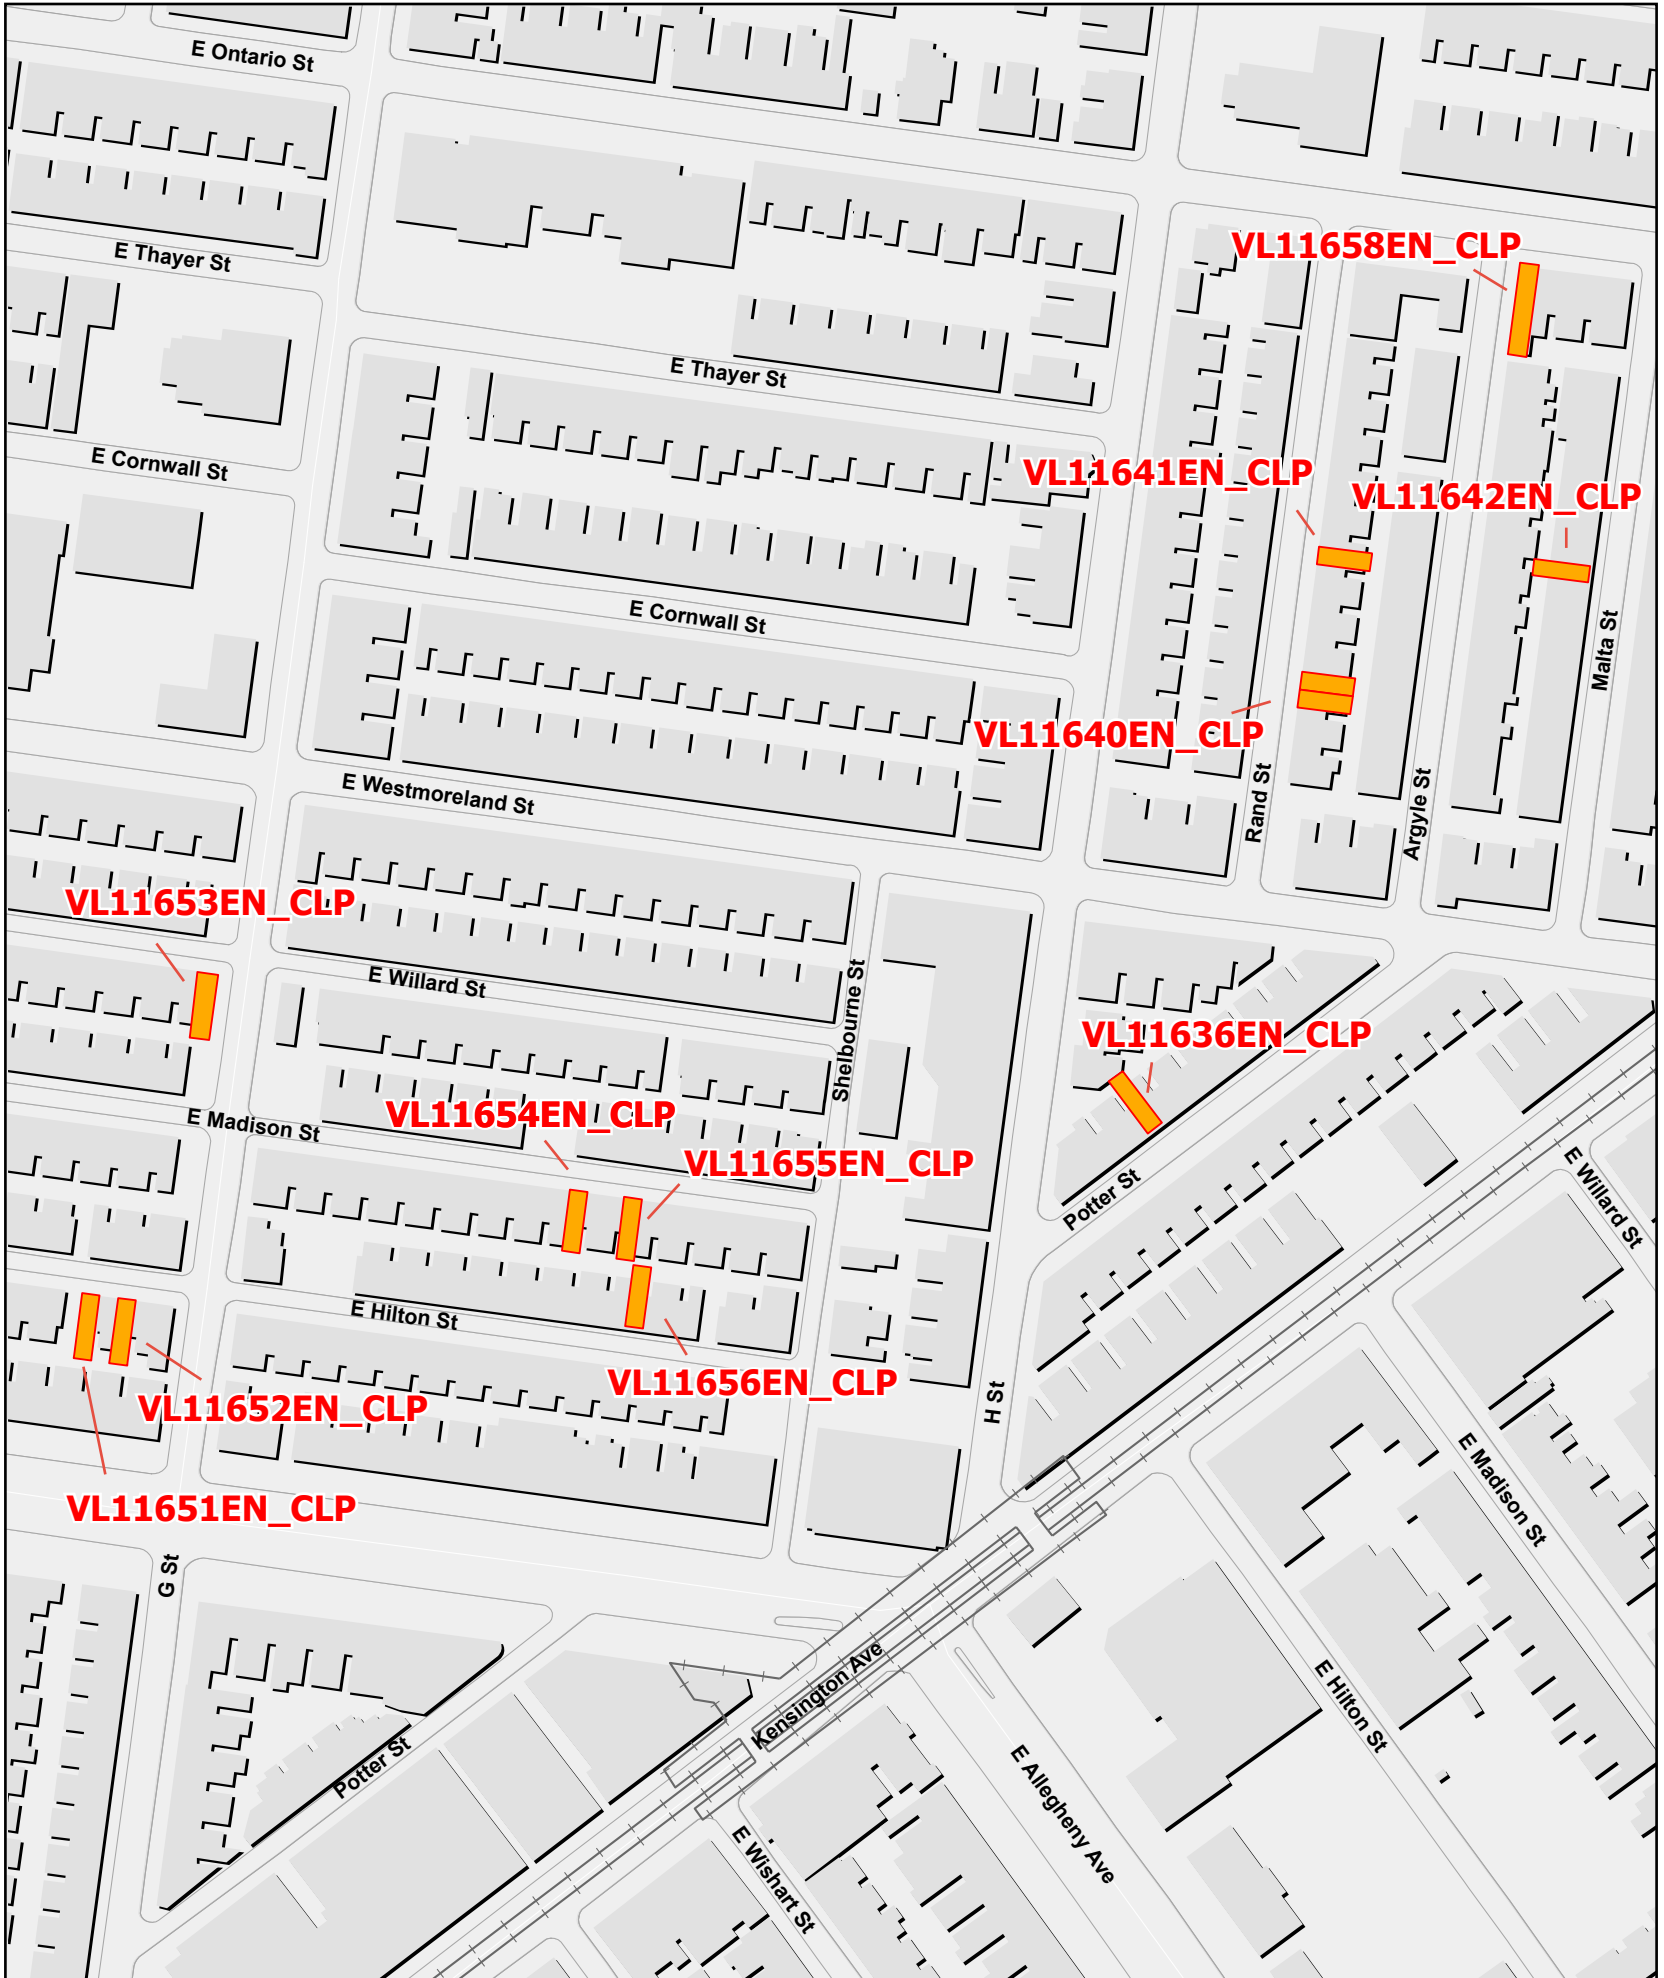 E Ontario St
E Thayer St
VL11658EN_CLP
E Thayer St
E Cornwall St
VL11641EN_CLP
VL11642EN_CLP
E Cornwall St
Malta St
VL11640EN_CLP
E Westmoreland St
Rand St
Argyle St
VL11653EN_CLP
E Willard St
Shelbourne St
VL11636EN_CLP
E Madison St
VL11654EN_CLP
VL11655EN_CLP
Potter St
E Willard St
E Hilton St
VL11656EN_CLP
VL11652EN_CLP
H St
VL11651EN_CLP
E Madison St
G St
Kensington Ave
E Hilton St
Potter St
E Allegheny Ave
E Wishart St